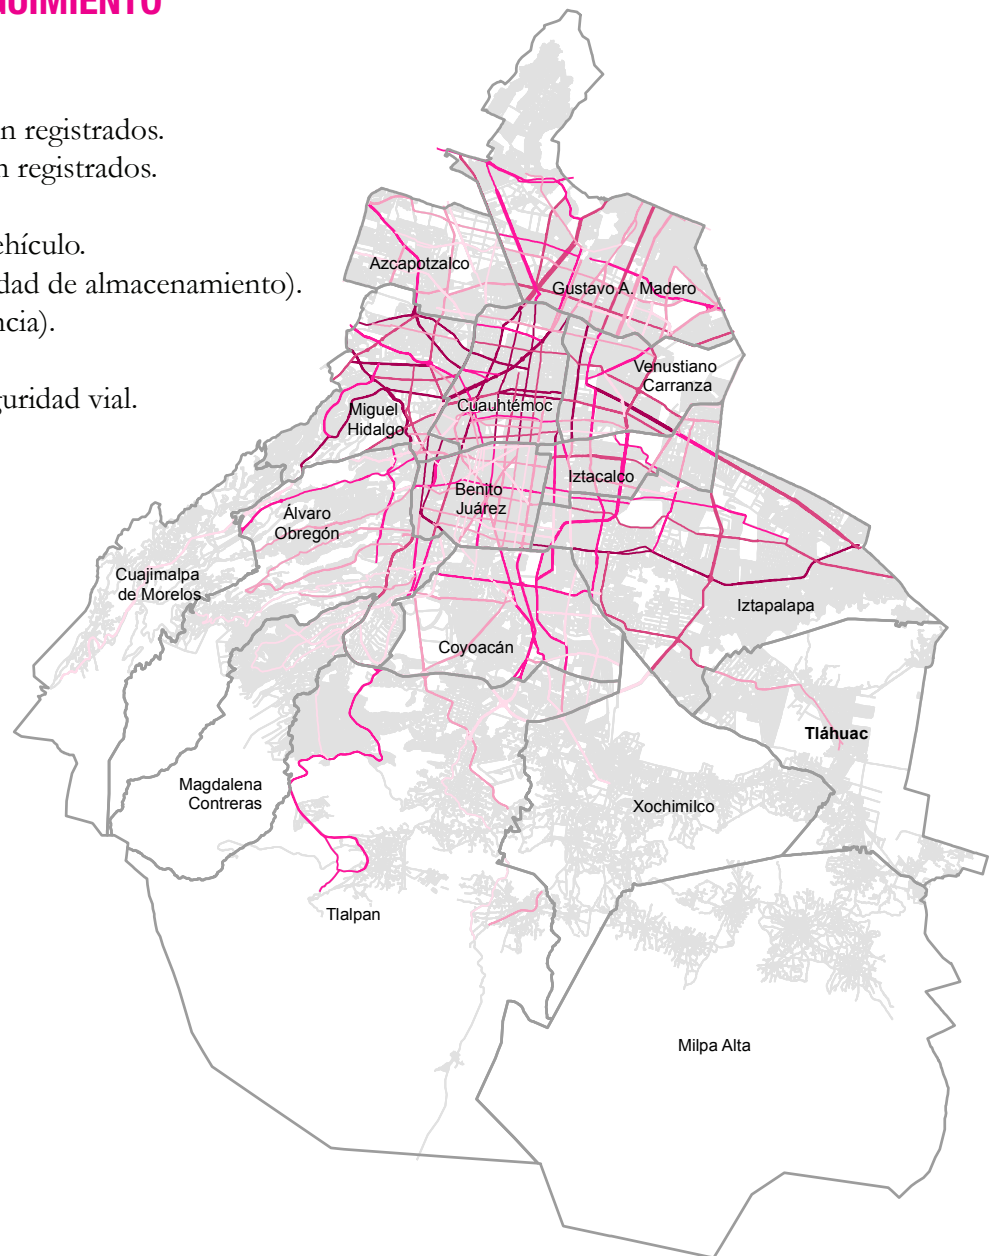 n registrados.
n registrados.
ehículo.
dad de almacenamiento).
ncia).
guridad vial.
Azcapotzalco
Gustavo A. Madero
Venustiano
Carranza
Miguel
Hidalgo
Cuauhtémoc
Iztacalco
Benito
Juárez
Álvaro
Obregón
Cuajimalpa
de Morelos
Iztapalapa
Coyoacán
Tláhuac
Magdalena
Contreras
Xochimilco
Tlalpan
Milpa Alta